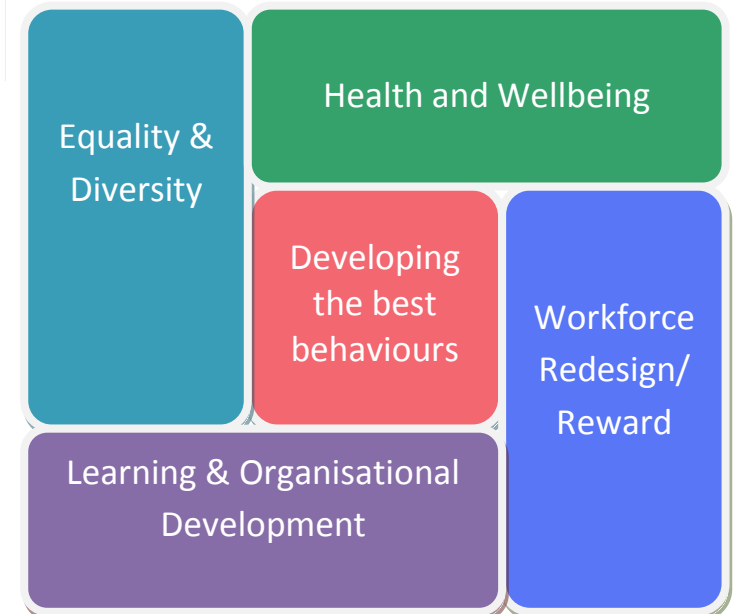 Equality &
Diversity
Health and Wellbeing
Developing
the best
behaviours
Workforce
Redesign/
Reward
Learning & Organisational
Development